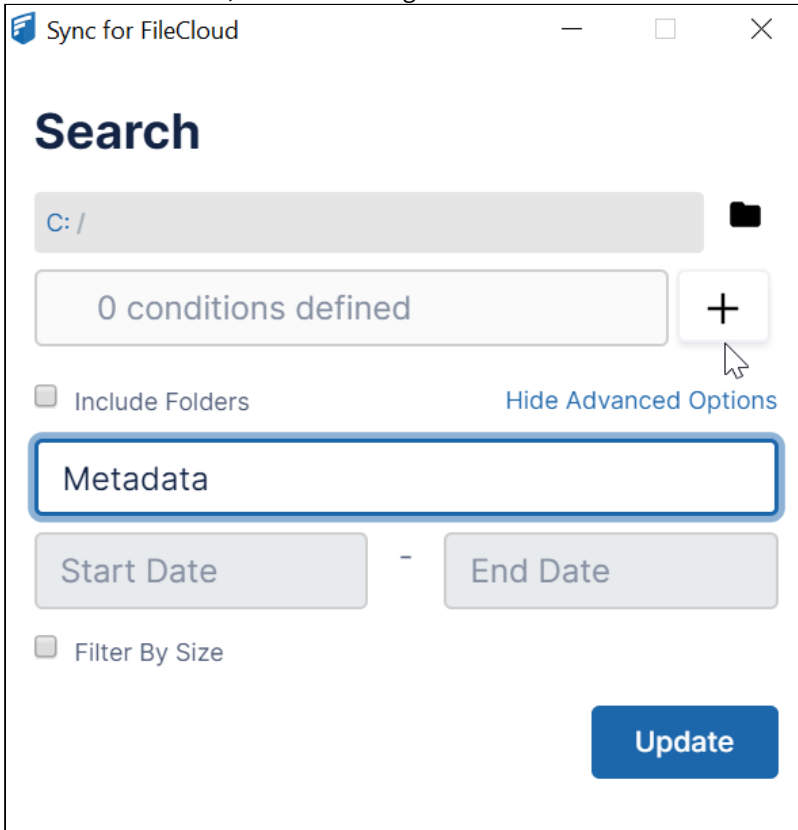 Sync for FileCloud
Search
C: /
0 conditions defined
Include Folders
Hide Advanced Options
Metadata
Start Date - End Date
Filter By Size
Update